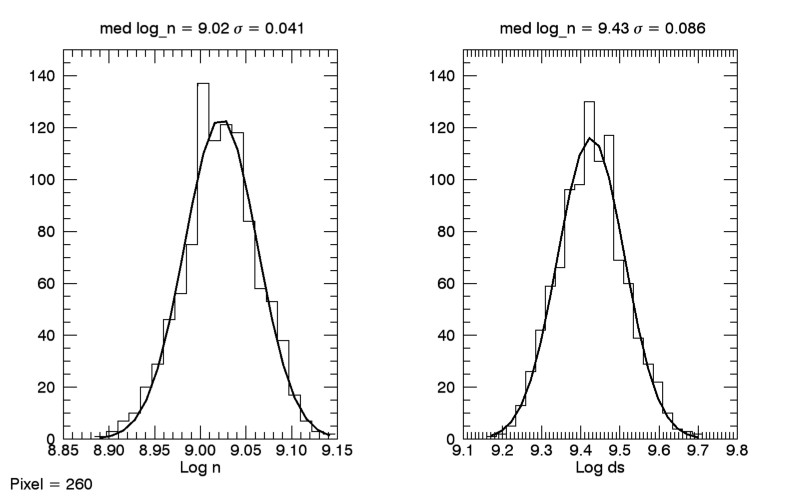 med log_n = 9.02 σ = 0.041
med log_n = 9.43 σ = 0.086
140
120
100
80
60
40
20
0
8.85 8.90 8.95 9.00 9.05 9.10 9.15
Log n
140
120
100
80
60
40
20
0
9.1 9.2 9.3 9.4 9.5 9.6 9.7 9.8
Log ds
Pixel = 260